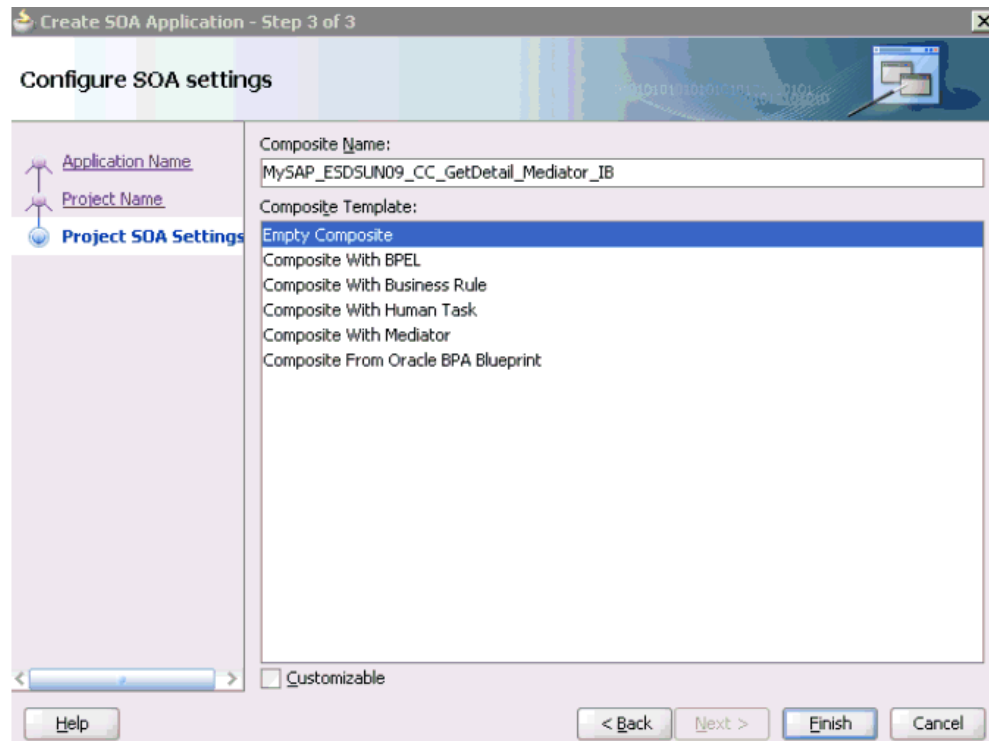 Create SOA Application - Step 3 of 3
Configure SOA settings
Application Name
Project Name
Project SOA Settings
Composite Name:
MySAP_ESDSUN09_CC_GetDetail_Mediator_IB
Composite Template:
Empty Composite
Composite With BPEL
Composite With Business Rule
Composite With Human Task
Composite With Mediator
Composite From Oracle BPA Blueprint
Customizable
Help
< Back
Next >
Finish
Cancel